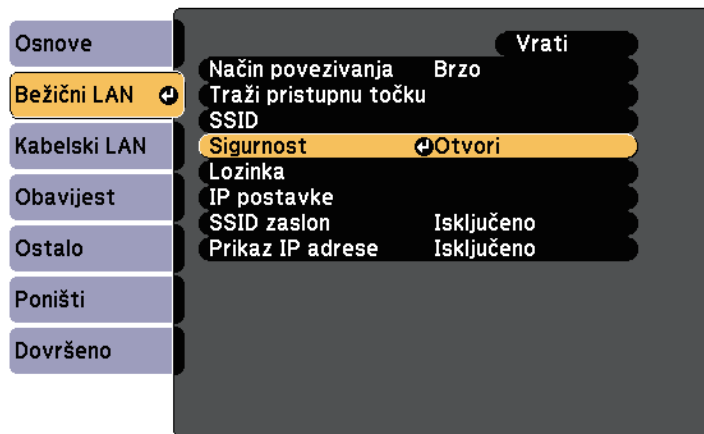 Osnove
Bežični LAN
Kabelski LAN
Obavijest
Ostalo
Poništi
Dovršeno
Vrati
Način povezivanja Brzo
Traži pristupnu točku
SSID
Sigurnost Otvori
Lozinka
IP postavke
SSID zaslon Isključeno
Prikaz IP adrese Isključeno